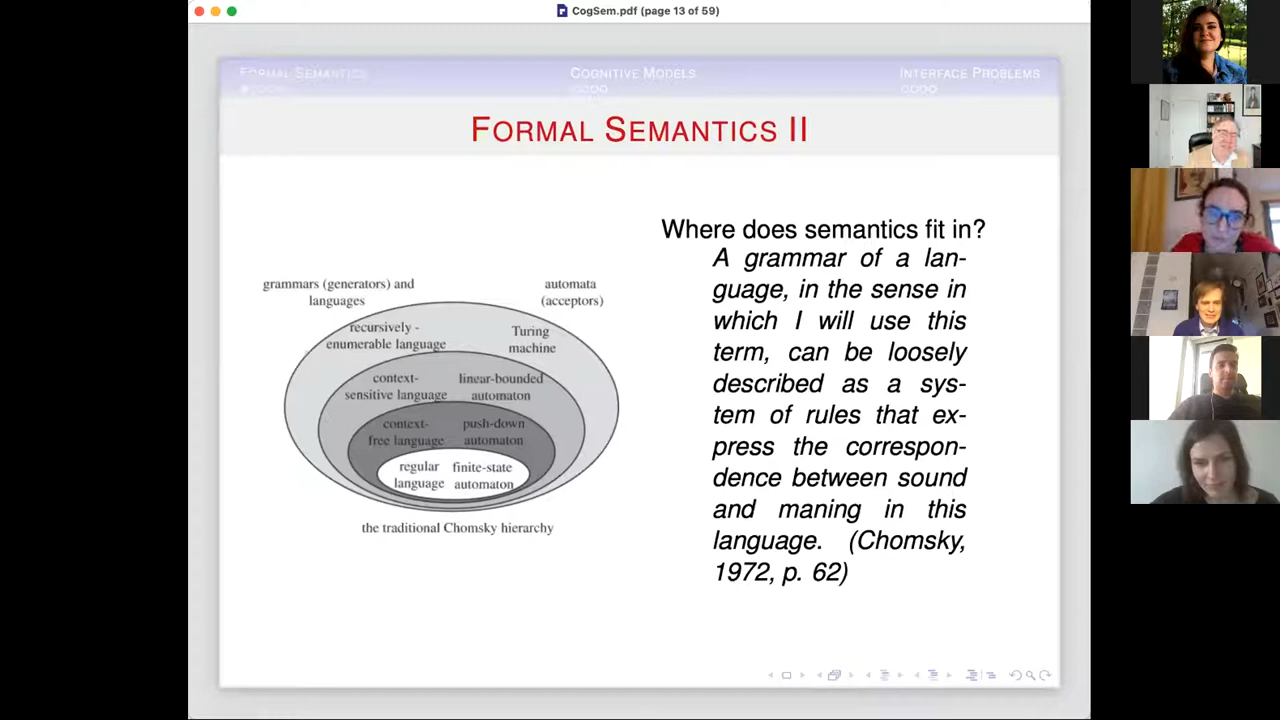 CogSem.pdf (page 13 of 59)
FORMAL SEMANTICS
COGNITIVE MODELS
INTERFACE PROBLEMS
FORMAL SEMANTICS II
grammars (generators) and
languages
automata
(acceptors)
recursively -
enumerable language
Turing
machine
context-
sensitive language
linear-bounded
automaton
context-
free language
push-down
automaton
regular
language
finite-state
automaton
the traditional Chomsky hierarchy
Where does semantics fit in?
A grammar of a lan-
guage, in the sense in
which I will use this
term, can be loosely
described as a sys-
tem of rules that ex-
press the correspon-
dence between sound
and maning in this
language. (Chomsky,
1972, p. 62)